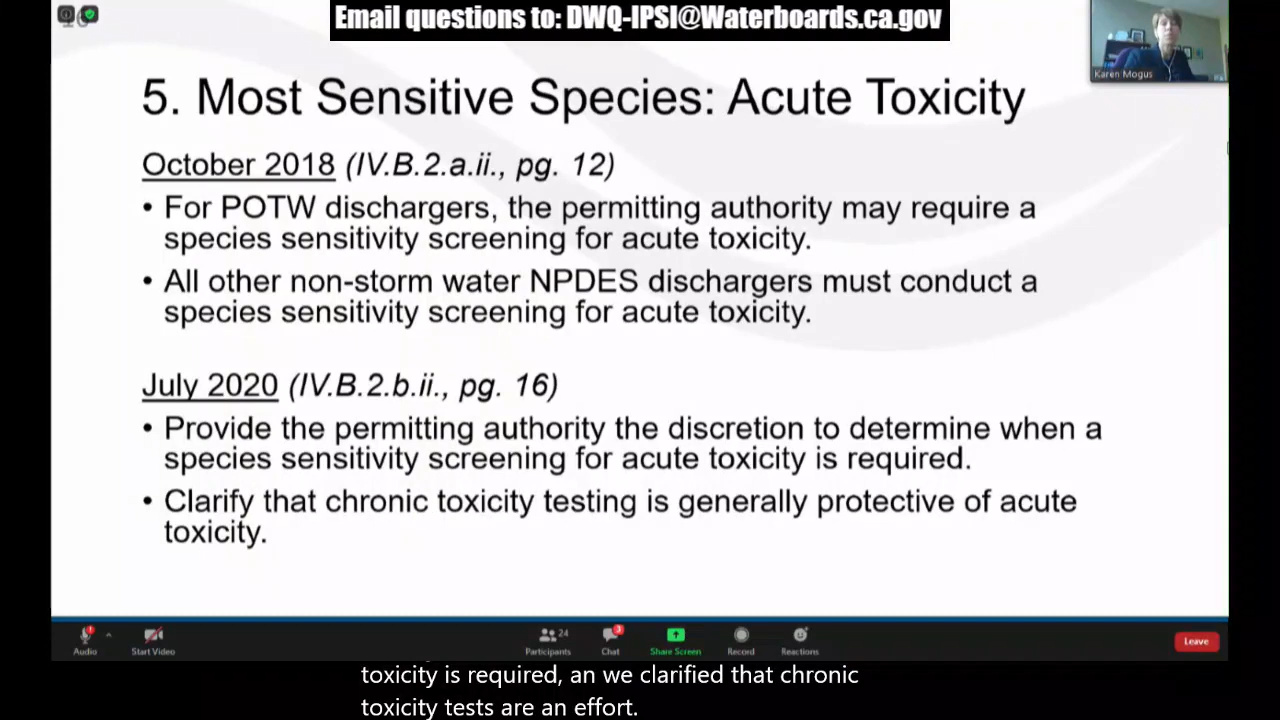 Email questions to: DWQ-IPSI@Waterboards.ca.gov
Karen Mogus
5. Most Sensitive Species: Acute Toxicity
October 2018 (IV.B.2.a.ii., pg. 12)
• For POTW dischargers, the permitting authority may require a
species sensitivity screening for acute toxicity.
• All other non-storm water NPDES dischargers must conduct a
species sensitivity screening for acute toxicity.
July 2020 (IV.B.2.b.ii., pg. 16)
• Provide the permitting authority the discretion to determine when a
species sensitivity screening for acute toxicity is required.
• Clarify that chronic toxicity testing is generally protective of acute
toxicity.
Audio
Start Video
24
Participants
3
Chat
Share Screen
Record
Reactions
Leave
toxicity is required, an we clarified that chronic
toxicity tests are an effort.